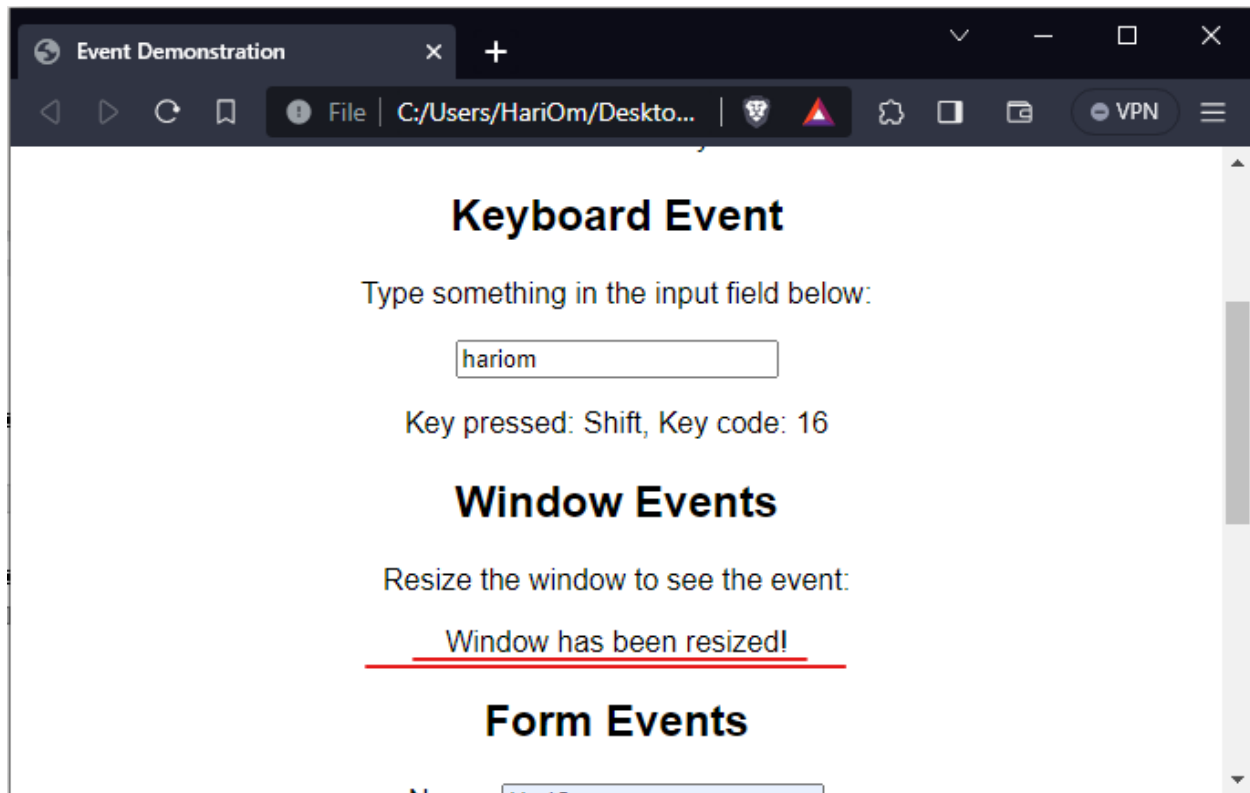 Event Demonstration
File C:/Users/HariOm/Deskto... VPN
Keyboard Event
Type something in the input field below:
hariom
Key pressed: Shift, Key code: 16
Window Events
Resize the window to see the event:
Window has been resized!
Form Events